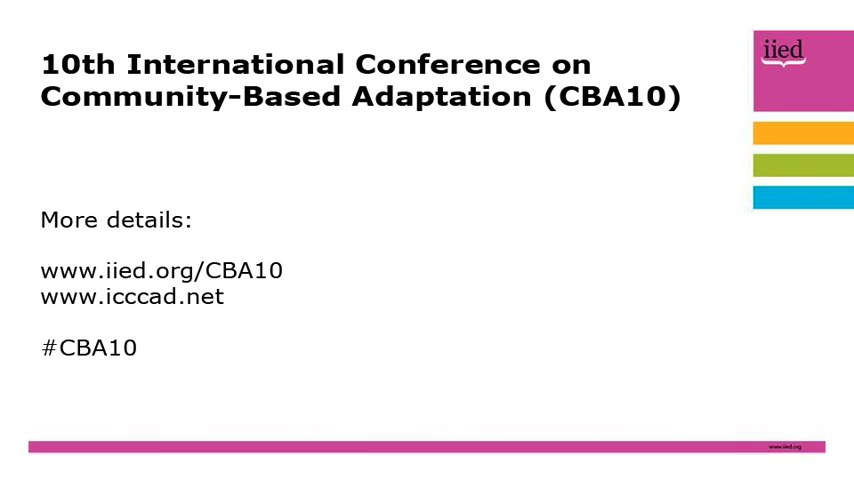 10th International Conference on
Community-Based Adaptation (CBA10)
iied
More details:
www.iied.org/CBA10
www.icccad.net
#CBA10
www.iied.org